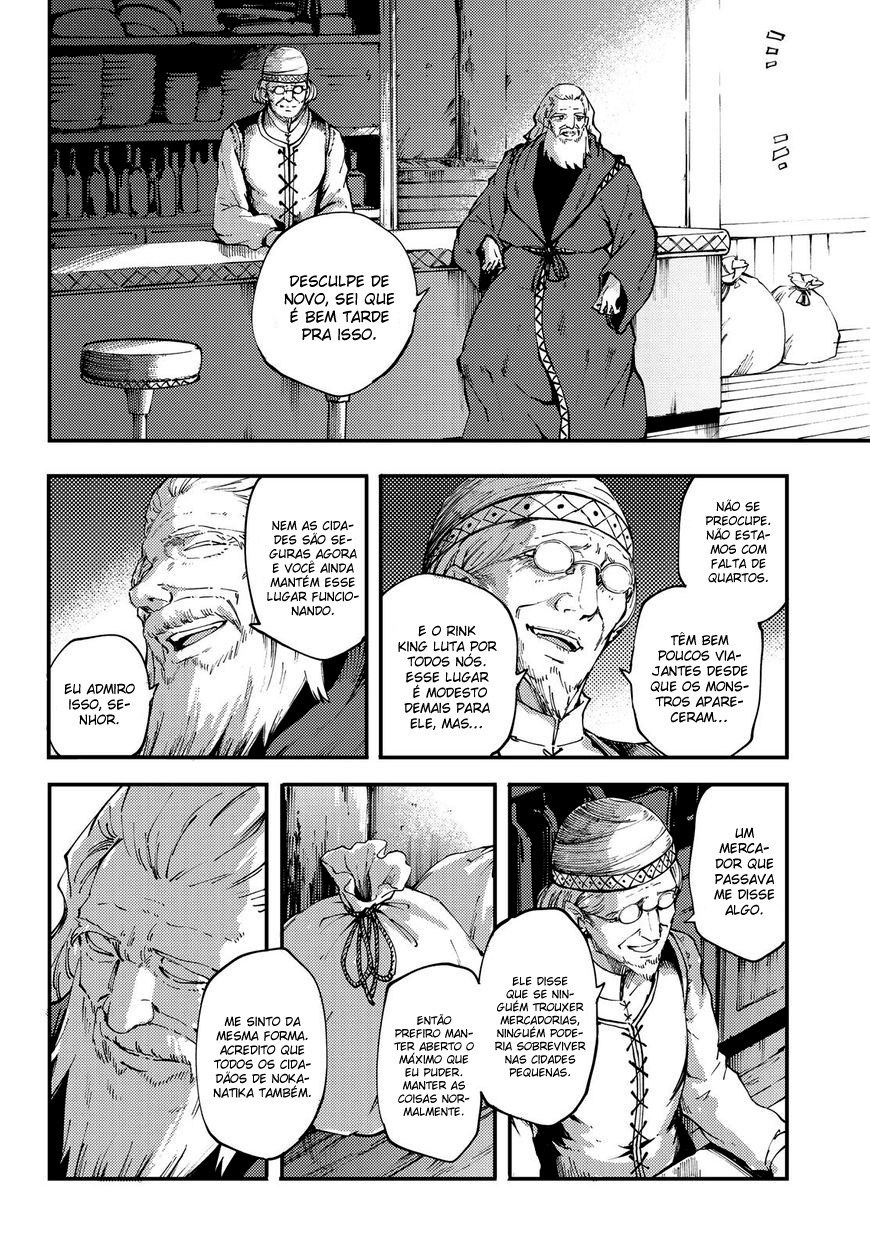 DESCULPE DE
NOVO, SEI QUE
É BEM TARDE
PRA ISSO.
NÃO SE
PREOCUPE.
NÃO ESTA-
MOS COM
FALTA DE
QUARTOS.
TÊM BEM
POUCOS VIA-
JANTES DESDE
QUE OS MONS-
TROS APARE-
CERAM...
E O RINK
KING LUTA POR
TODOS NÓS.
ESSE LUGAR
É MODESTO
DEMAIS PARA
ELE, MAS...
NEM AS CIDA-
DES SÃO SE-
GURAS AGORA
E VOCÊ AINDA
MANTÉM ESSE
LUGAR FUNCIO-
NANDO.
EU ADMIRO
ISSO, SE-
NHOR.
UM
MERCA-
DOR QUE
PASSAVA
ME DISSE
ALGO.
ELE DISSE
QUE SE NIN-
GUÉM TROUXER
MERCADORIAS,
NINGUÉM PODE-
RIA SOBREVIVER
NAS CIDADES
PEQUENAS.
ENTÃO
PREFIRO MAN-
TER ABERTO O
MÁXIMO QUE
EU PUDER.
MANTER AS
COISAS NOR-
MALMENTE.
ME SINTO DA
MESMA FORMA.
ACREDITO QUE
TODOS OS CIDA-
DÃOS DE NOKA-
NATIKA TAMBÉM.